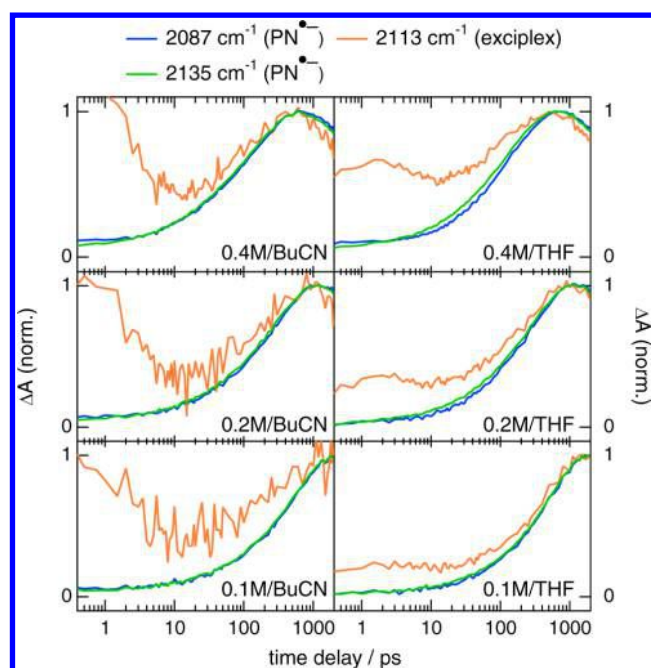 2087 cm⁻¹ (PN•–) 2113 cm⁻¹ (exciplex)
2135 cm⁻¹ (PN•–)
1
0
0.4M/BuCN
0.4M/THF
1
0
1
0
0.2M/BuCN
0.2M/THF
1
0
1
0
0.1M/BuCN
0.1M/THF
1
0
ΔA (norm.)
ΔA (norm.)
1 10 100 1000 1 10 100 1000
time delay / ps